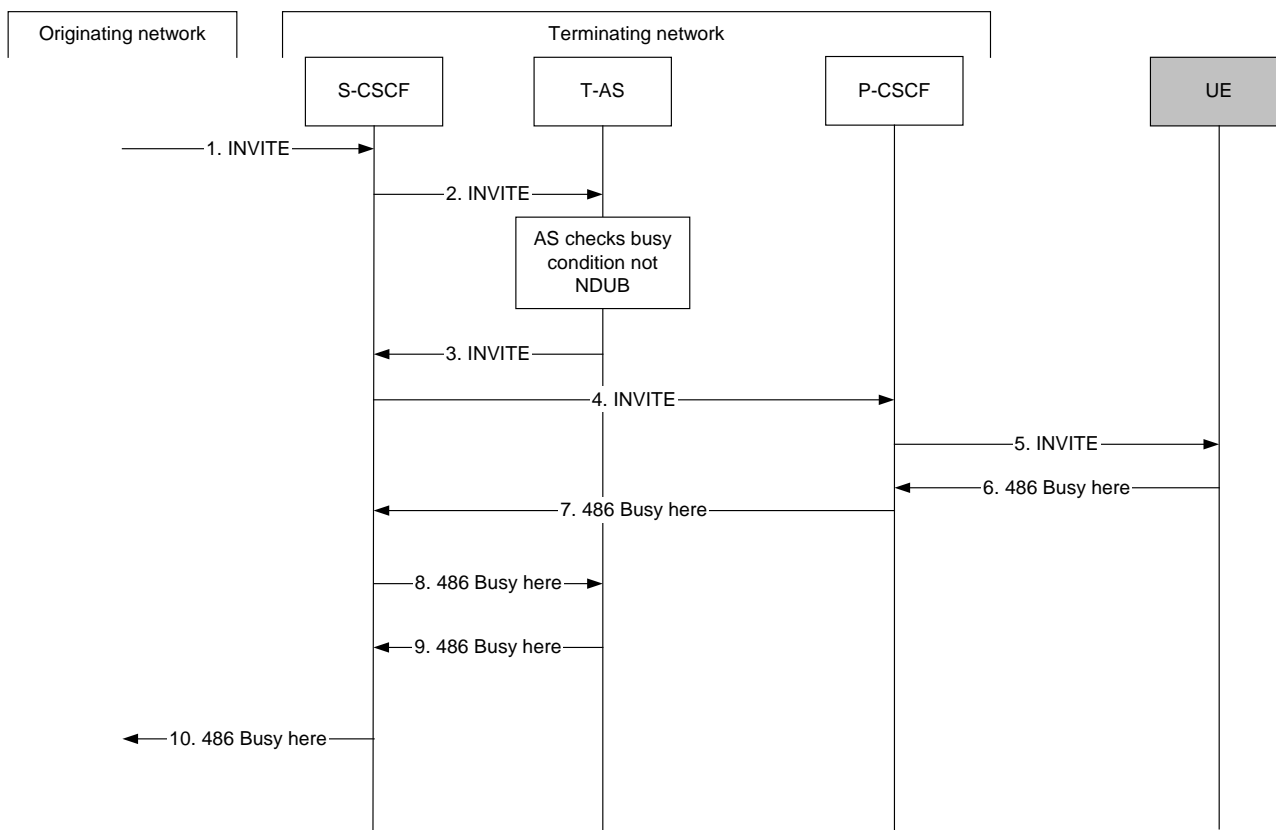 Originating network
Terminating network
S-CSCF
T-AS
P-CSCF
UE
1. INVITE
2. INVITE
AS checks busy
condition not
NDUB
3. INVITE
4. INVITE
5. INVITE
6. 486 Busy here
7. 486 Busy here
8. 486 Busy here
9. 486 Busy here
10. 486 Busy here